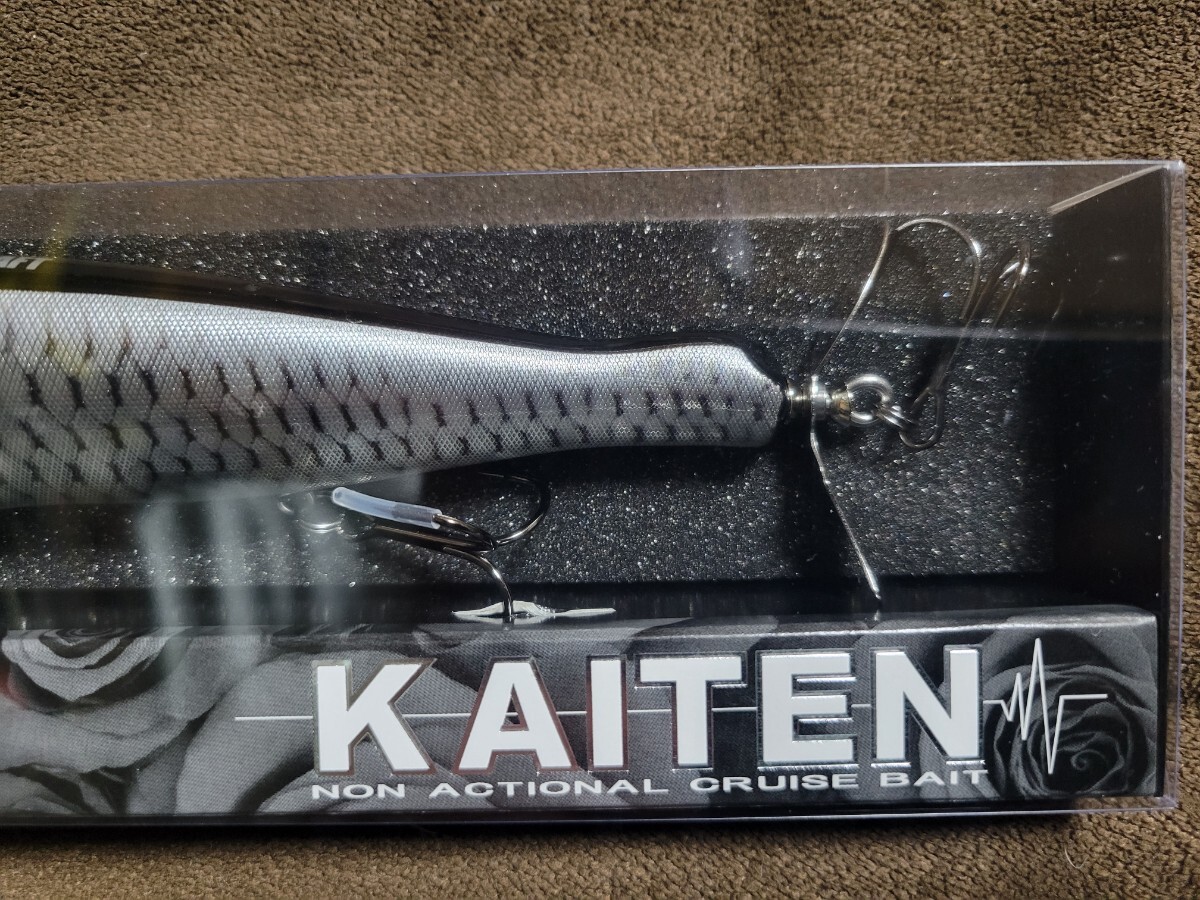 KAITEN
NON ACTIONAL CRUISE BAIT